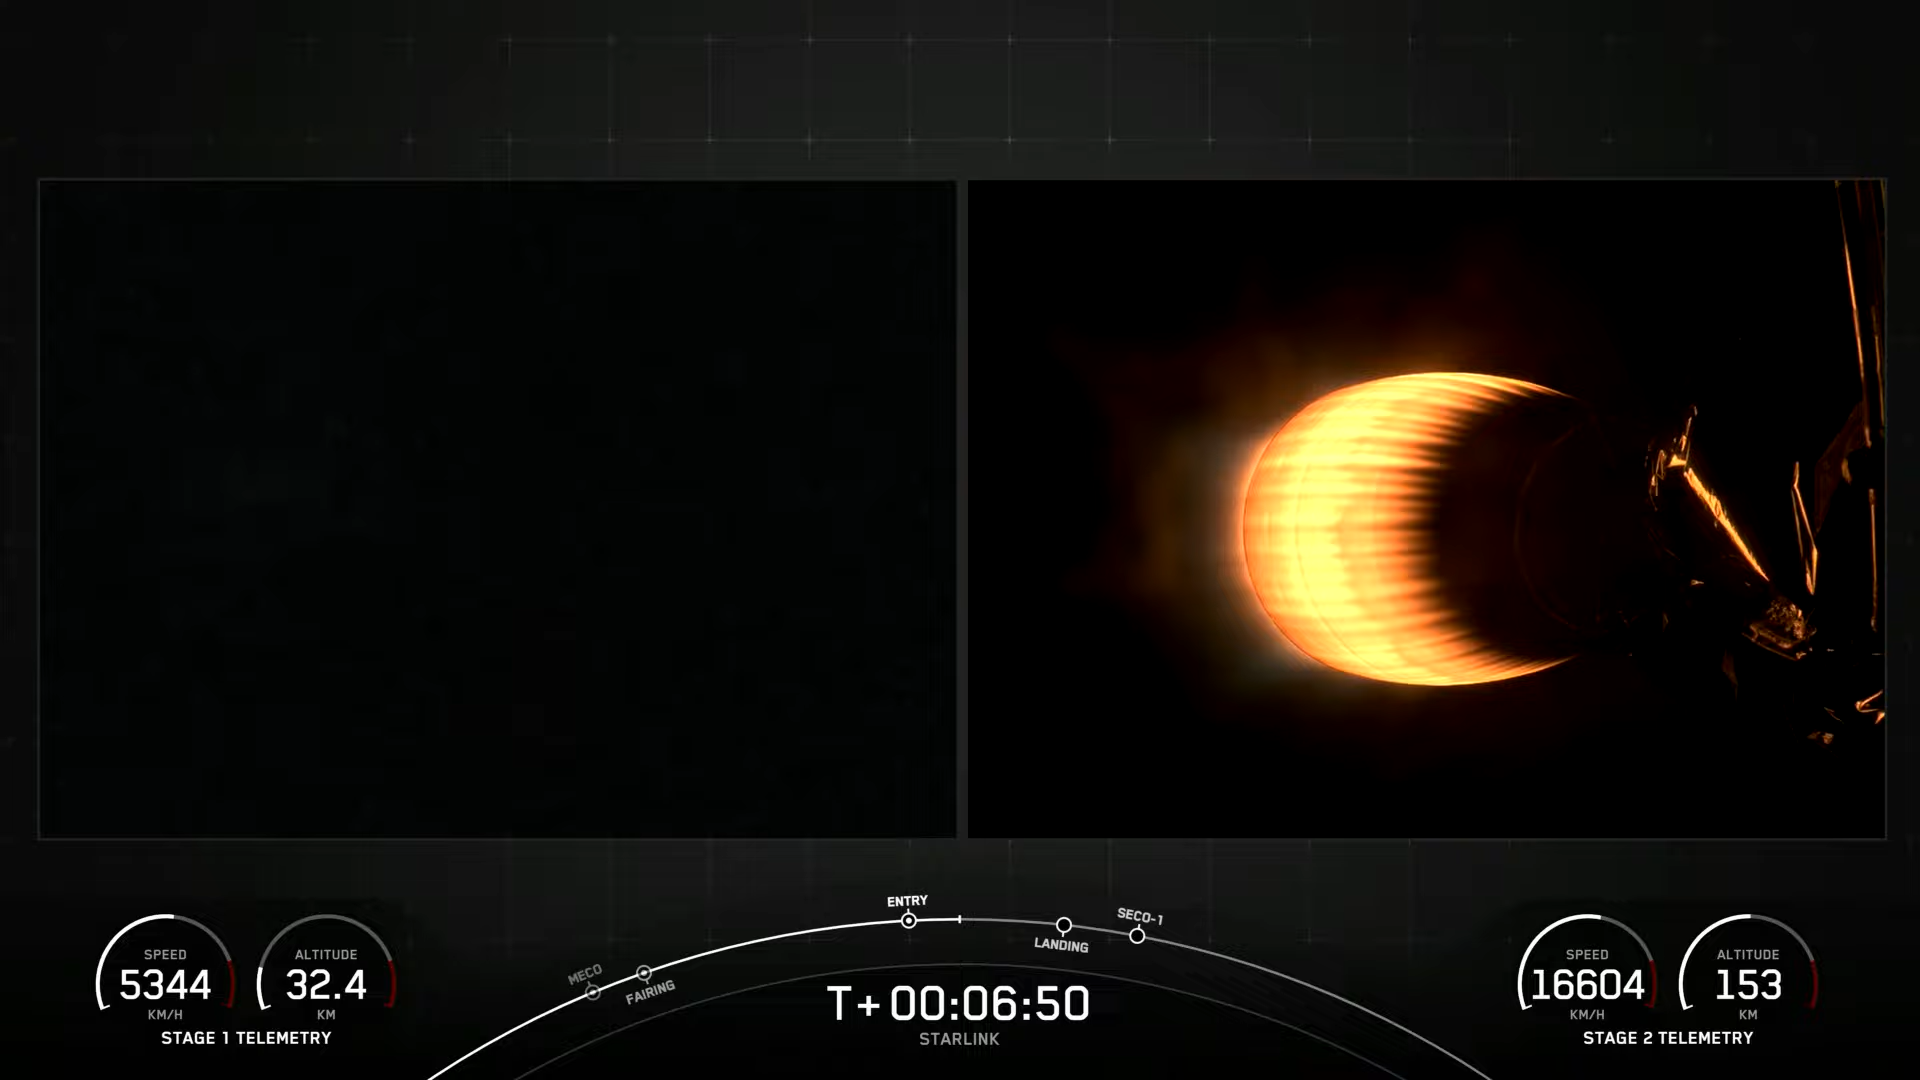 SPEED
5344
KM/H
ALTITUDE
32.4
KM
STAGE 1 TELEMETRY
MECO
FAIRING
ENTRY
LANDING
SECO-1
T+00:06:50
STARLINK
SPEED
16604
KM/H
ALTITUDE
153
KM
STAGE 2 TELEMETRY